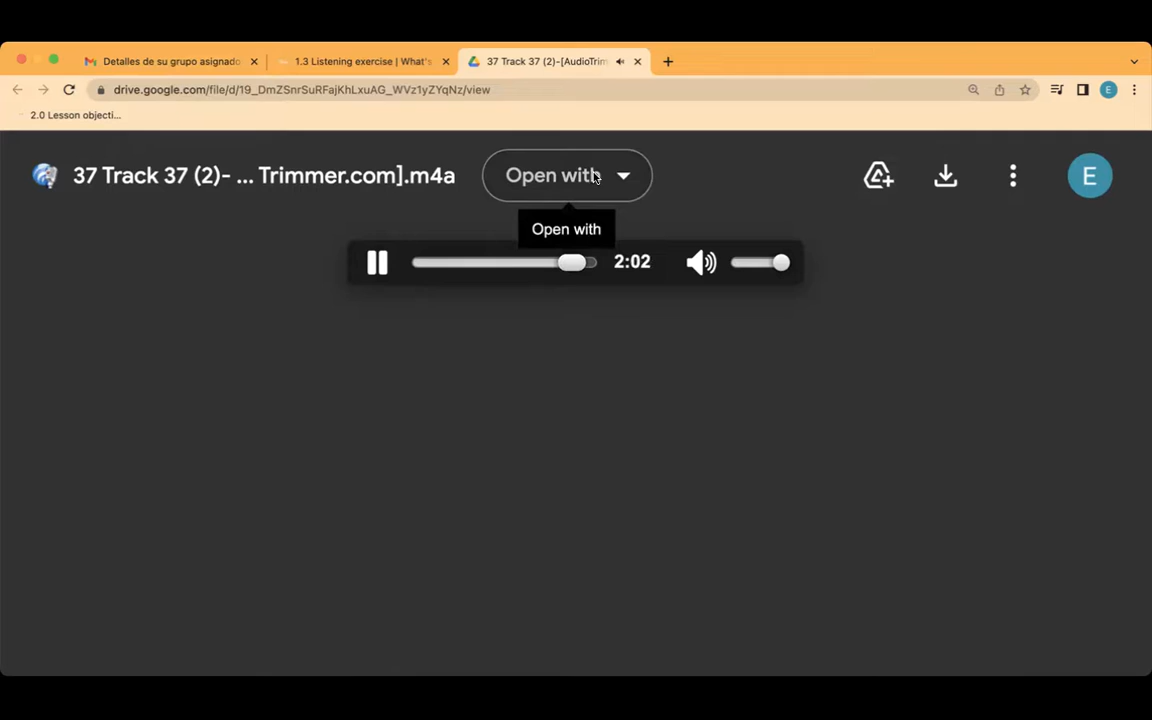 Detalles de su grupo asignado
1.3 Listening exercise | What's
37 Track 37 (2)-[AudioTrim
drive.google.com/file/d/19_DmZSnrSuRFajKhLxuAG_WVz1yZYqNz/view
E
2.0 Lesson objecti...
37 Track 37 (2)- ... Trimmer.com].m4a
Open with
E
Open with
2:02